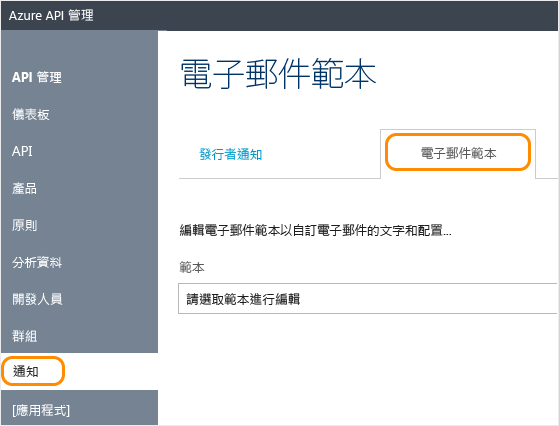 Azure API 管理
API 管理
儀表板
API
產品
原則
分析資料
開發人員
群組
通知
[應用程式]
電子郵件範本
發行者通知
電子郵件範本
編輯電子郵件範本以自訂電子郵件的文字和配置...
範本
請選取範本進行編輯